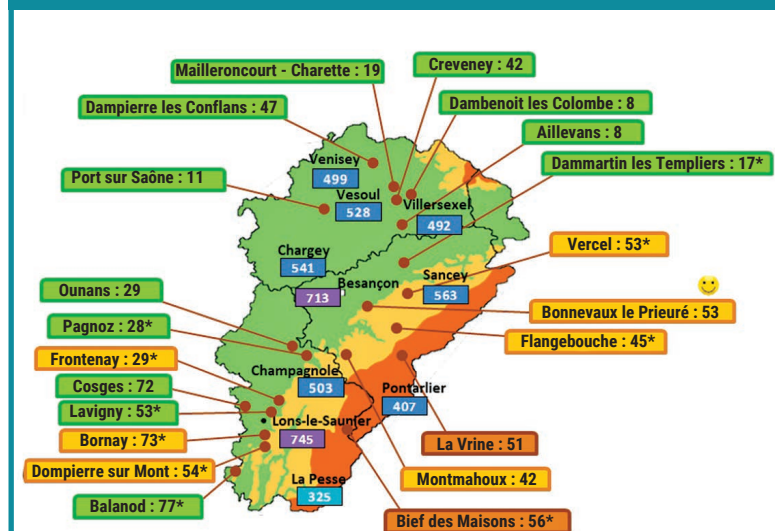 Mailleroncourt - Charette : 19
Creveney : 42
Dampierre les Conflans : 47
Dambenoit les Colombe : 8
Aillevans : 8
Dammartin les Templiers : 17*
Port sur Saône : 11
Venisey
499
Vesoul
528
Villersexel
492
Chargey
541
Vercel : 53*
Besançon
713
Sancey
563
Ounans : 29
Bonnevaux le Prieuré : 53
Pagnoz : 28*
Flangebouche : 45*
Frontenay : 29*
Champagnole
503
Cosges : 72
Pontarlier
407
Lavigny : 53*
Lons-le-Saunier
745
Bornay : 73*
La Vrine : 51
Dompierre sur Mont : 54*
Montmahoux : 42
La Pesse
325
Balanod : 77*
Bief des Maisons : 56*